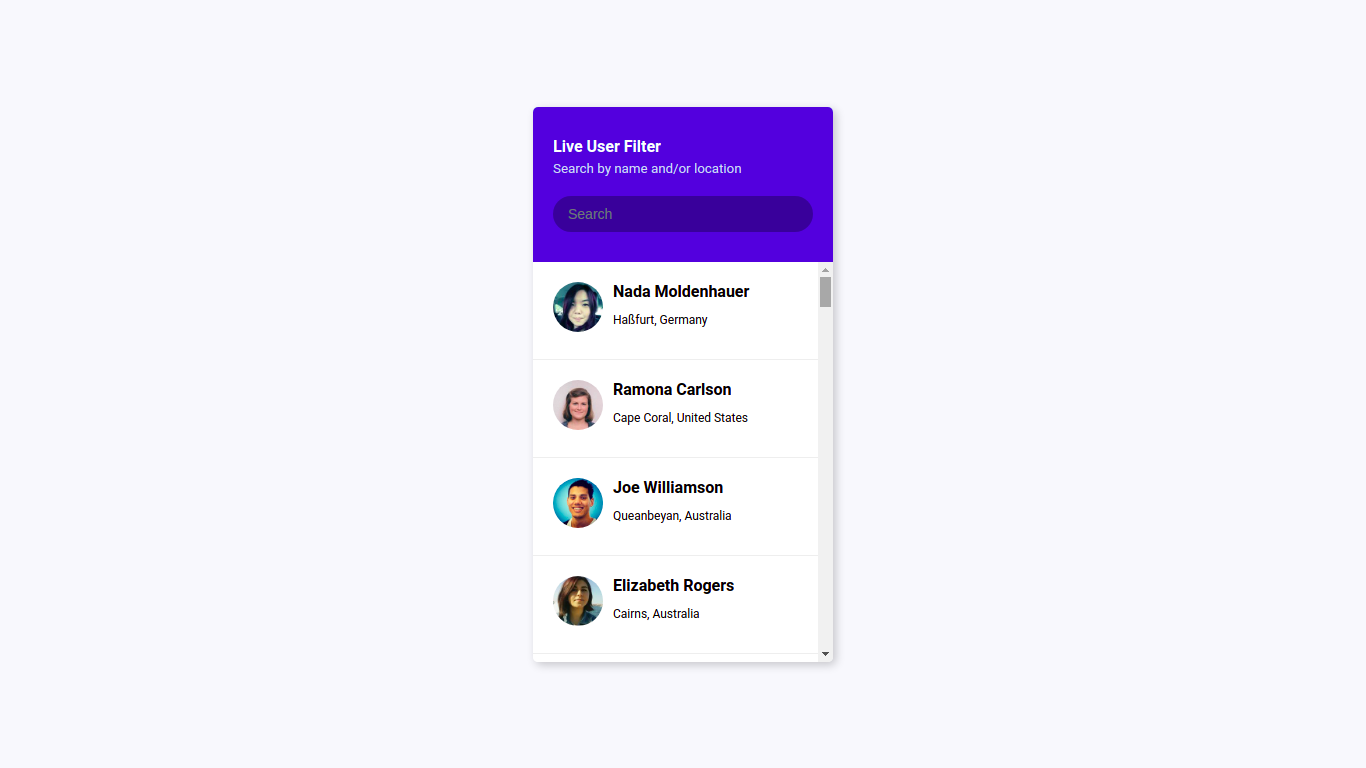 Live User Filter
Search by name and/or location
Search
Nada Moldenhauer
Haßfurt, Germany
Ramona Carlson
Cape Coral, United States
Joe Williamson
Queanbeyan, Australia
Elizabeth Rogers
Cairns, Australia